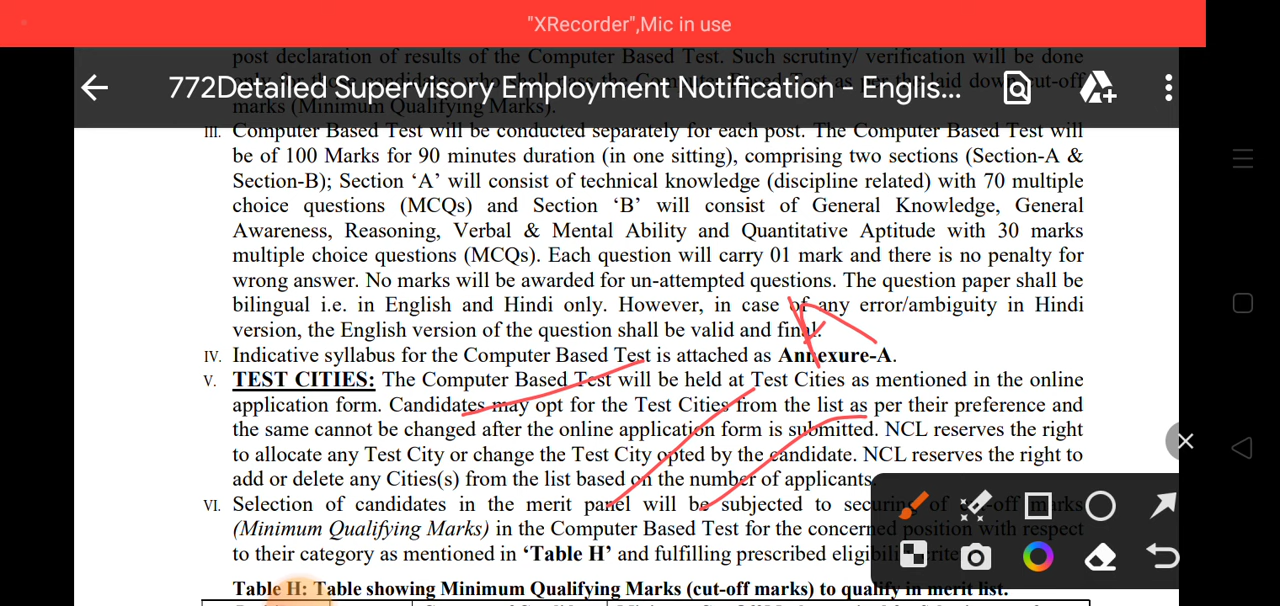 "XRecorder",Mic in use
post declaration of results of the Computer Based Test. Such scrutiny/ verification will be done
772Detailed Supervisory Employment Notification - Englis...
marks (Minimum Qualifying Marks).
III. Computer Based Test will be conducted separately for each post. The Computer Based Test will
be of 100 Marks for 90 minutes duration (in one sitting), comprising two sections (Section-A &
Section-B); Section ‘A’ will consist of technical knowledge (discipline related) with 70 multiple
choice questions (MCQs) and Section ‘B’ will consist of General Knowledge, General
Awareness, Reasoning, Verbal & Mental Ability and Quantitative Aptitude with 30 marks
multiple choice questions (MCQs). Each question will carry 01 mark and there is no penalty for
wrong answer. No marks will be awarded for un-attempted questions. The question paper shall be
bilingual i.e. in English and Hindi only. However, in case of any error/ambiguity in Hindi
version, the English version of the question shall be valid and final.
IV. Indicative syllabus for the Computer Based Test is attached as Annexure-A.
V. TEST CITIES: The Computer Based Test will be held at Test Cities as mentioned in the online
application form. Candidates may opt for the Test Cities from the list as per their preference and
the same cannot be changed after the online application form is submitted. NCL reserves the right
to allocate any Test City or change the Test City opted by the candidate. NCL reserves the right to
add or delete any Cities(s) from the list based on the number of applicants.
VI. Selection of candidates in the merit panel will be subjected to securing of cut-off marks
(Minimum Qualifying Marks) in the Computer Based Test for the concerned position with respect
to their category as mentioned in ‘Table H’ and fulfilling prescribed
Table H: Table showing Minimum Qualifying Marks (cut-off marks) to qualify in merit list.